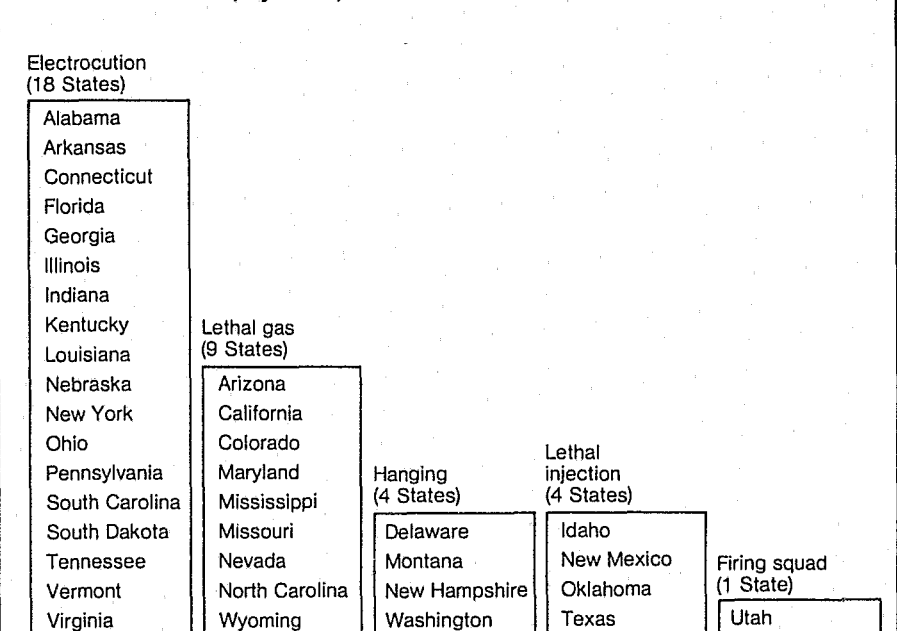 Electrocution
(18 States)
Alabama
Arkansas
Connecticut
Florida
Georgia
Illinois
Indiana
Kentucky
Louisiana
Nebraska
New York
Ohio
Pennsylvania
South Carolina
South Dakota
Tennessee
Vermont
Virginia
Lethal gas
(9 States)
Arizona
California
Colorado
Maryland
Mississippi
Missouri
Nevada
North Carolina
Wyoming
Hanging
(4 States)
Delaware
Montana
New Hampshire
Washington
Lethal
injection
(4 States)
Idaho
New Mexico
Oklahoma
Texas
Firing squad
(1 State)
Utah